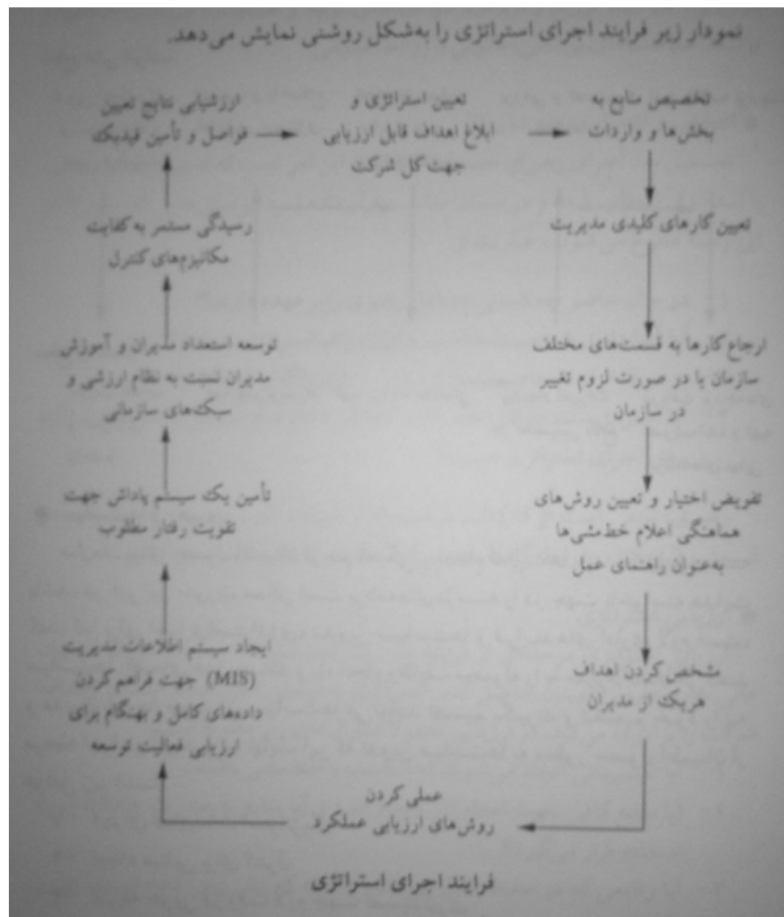 نمودار زیر فرایند اجرای استراتژی را به‌شکل روشنی نمایش می‌دهد.
تخصیص منابع به
بخش‌ها و واردات
تعیین استراتژی و
ابلاغ اهداف قابل ارزیابی
جهت کل شرکت
ارزشیابی نتایج تعیین
فواصل و تأمین فیدبک
تعیین کارهای کلیدی مدیریت
ارجاع کارها به قسمت‌های مختلف
سازمان یا در صورت لزوم تغییر
در سازمان
تفویض اختیار و تعیین روش‌های
هماهنگی اعلام خط‌مشی‌ها
به‌عنوان راهنمای عمل
مشخص کردن اهداف
هریک از مدیران
عملی کردن
روش‌های ارزیابی عملکرد
ایجاد سیستم اطلاعات مدیریت
(MIS) جهت فراهم کردن
داده‌های کامل و بهنگام برای
ارزیابی فعالیت توسعه
تأمین یک سیستم پاداش جهت
تقویت رفتار مطلوب
توسعه استعداد مدیران و آموزش
مدیران نسبت به نظام ارزشی و
سبک‌های سازمانی
رسیدگی مستمر به کفایت
مکانیزم‌های کنترل
فرایند اجرای استراتژی